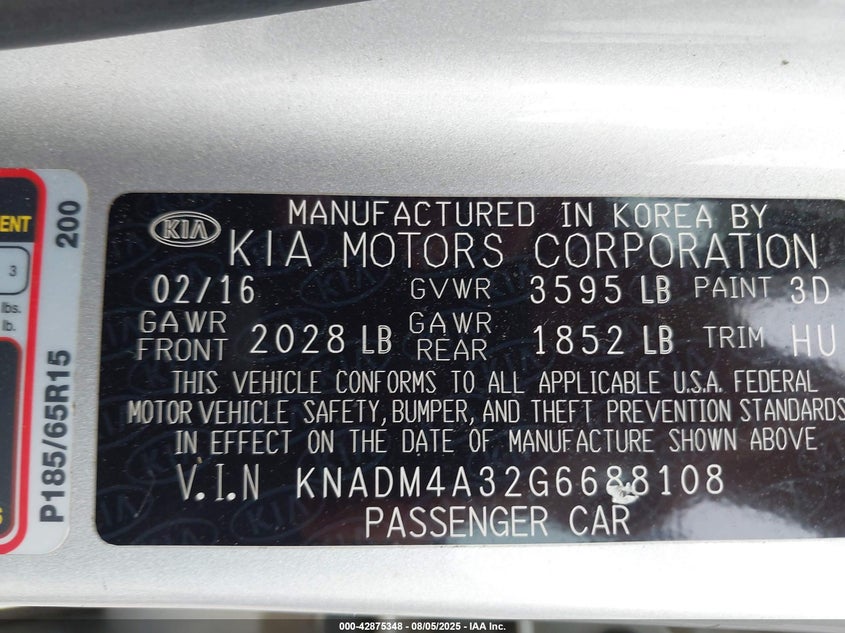 KIA
MANUFACTURED IN KOREA BY
KIA MOTORS CORPORATION
02/16 GVWR 3595 LB PAINT 3D
GAWR FRONT 2028 LB GAWR REAR 1852 LB TRIM HU
THIS VEHICLE CONFORMS TO ALL APPLICABLE U.S.A. FEDERAL
MOTOR VEHICLE SAFETY, BUMPER, AND THEFT PREVENTION STANDARDS
IN EFFECT ON THE DATE OF MANUFACTURE SHOWN ABOVE
V.I.N KNADM4A32G6688108
PASSENGER CAR
ENT
3
lbs.
lb.
S
200
P185/65R15
000-42875348 - 08/05/2025 - IAA Inc.